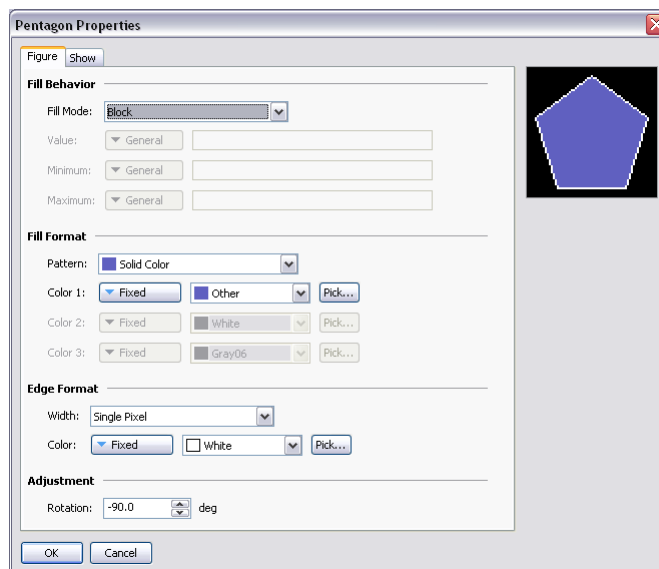 Pentagon Properties
Figure Show
Fill Behavior
Fill Mode: Block
Value: General
Minimum: General
Maximum: General
Fill Format
Pattern: Solid Color
Color 1: Fixed Other Pick...
Color 2: Fixed White Pick...
Color 3: Fixed Gray06 Pick...
Edge Format
Width: Single Pixel
Color: Fixed White Pick...
Adjustment
Rotation: -90.0 deg
OK Cancel